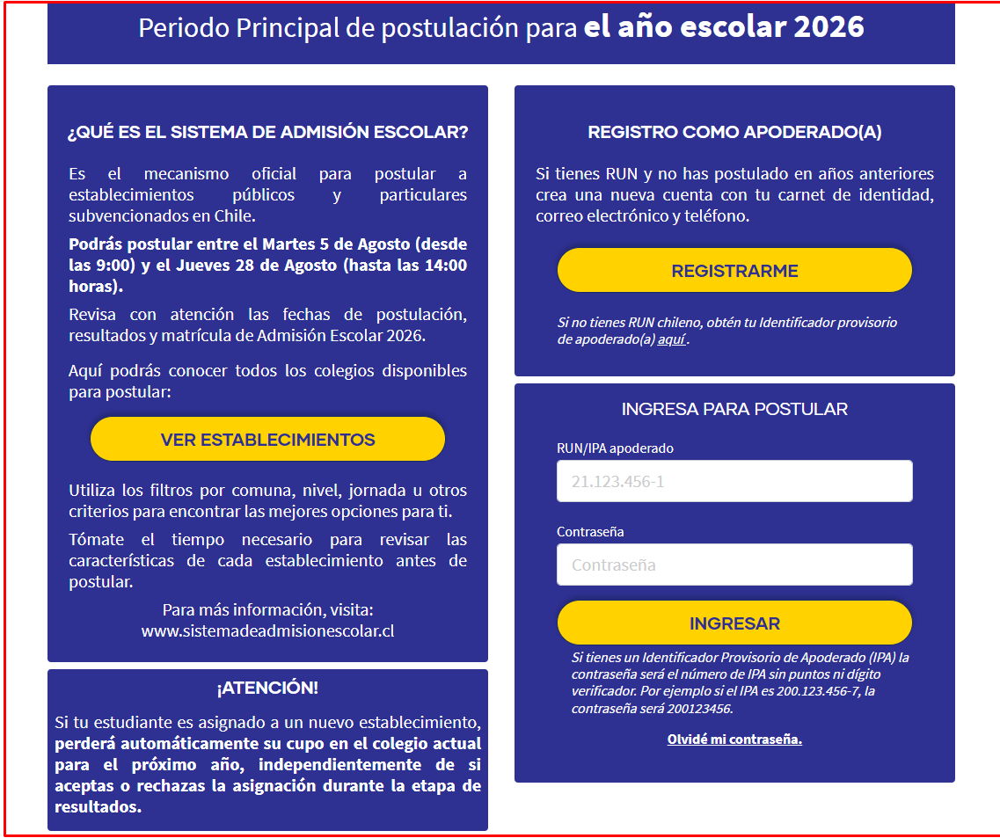 Periodo Principal de postulación para el año escolar 2026
¿QUÉ ES EL SISTEMA DE ADMISIÓN ESCOLAR?
Es el mecanismo oficial para postular a
establecimientos públicos y particulares
subvencionados en Chile.
Podrás postular entre el Martes 5 de Agosto (desde
las 9:00) y el Jueves 28 de Agosto (hasta las 14:00
horas).
Revisa con atención las fechas de postulación,
resultados y matrícula de Admisión Escolar 2026.
Aquí podrás conocer todos los colegios disponibles
para postular:
VER ESTABLECIMIENTOS
Utiliza los filtros por comuna, nivel, jornada u otros
criterios para encontrar las mejores opciones para ti.
Tómate el tiempo necesario para revisar las
características de cada establecimiento antes de
postular.
Para más información, visita:
www.sistemadeadmisionescolar.cl
¡ATENCIÓN!
Si tu estudiante es asignado a un nuevo establecimiento,
perderá automáticamente su cupo en el colegio actual
para el próximo año, independientemente de si
aceptas o rechazas la asignación durante la etapa de
resultados.
REGISTRO COMO APODERADO(A)
Si tienes RUN y no has postulado en años anteriores
crea una nueva cuenta con tu carnet de identidad,
correo electrónico y teléfono.
REGISTRARME
Si no tienes RUN chileno, obtén tu Identificador provisorio
de apoderado(a) aquí .
INGRESA PARA POSTULAR
RUN/IPA apoderado
21.123.456-1
Contraseña
Contraseña
INGRESAR
Si tienes un Identificador Provisorio de Apoderado (IPA) la
contraseña será el número de IPA sin puntos ni dígito
verificador. Por ejemplo si el IPA es 200.123.456-7, la
contraseña será 200123456.
Olvidé mi contraseña.